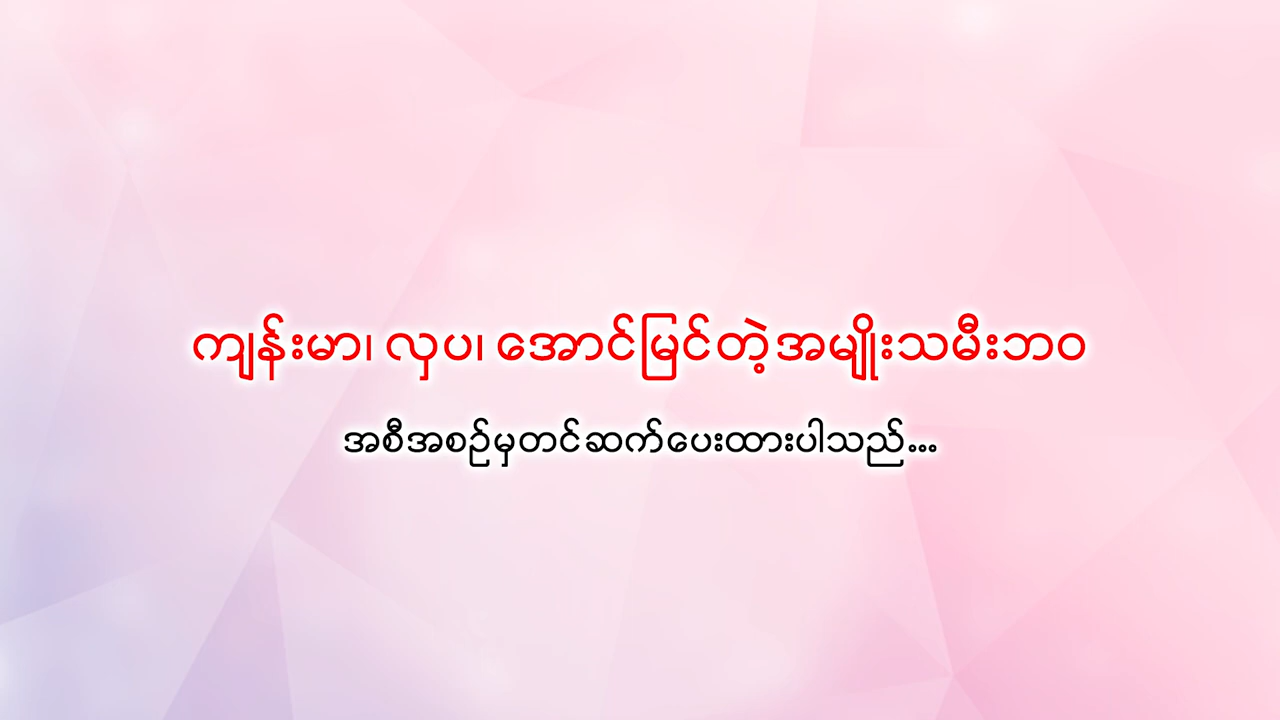 ကျန်းမာ၊ လှပ၊ အောင်မြင်တဲ့အမျိုးသမီးဘဝ
အစီအစဉ်မှတင်ဆက်ပေးထားပါသည်...